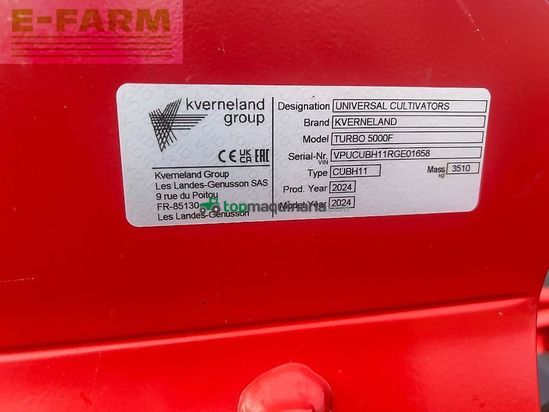 E-FARM
kverneland
group
CE UK CA EAC
Kverneland Group
Les Landes-Genusson SAS
9 rue du Poitou
FR-85130
Les Landes-Genusson
Designation UNIVERSAL CULTIVATORS
Brand KVERNELAND
Model TURBO 5000F
Serial-Nr. VIN VPUCUBH11RGE01658
Type CUBH11 Mass kg 3510
Prod. Year 2024
Model Year 2024
topmaquinaria.com